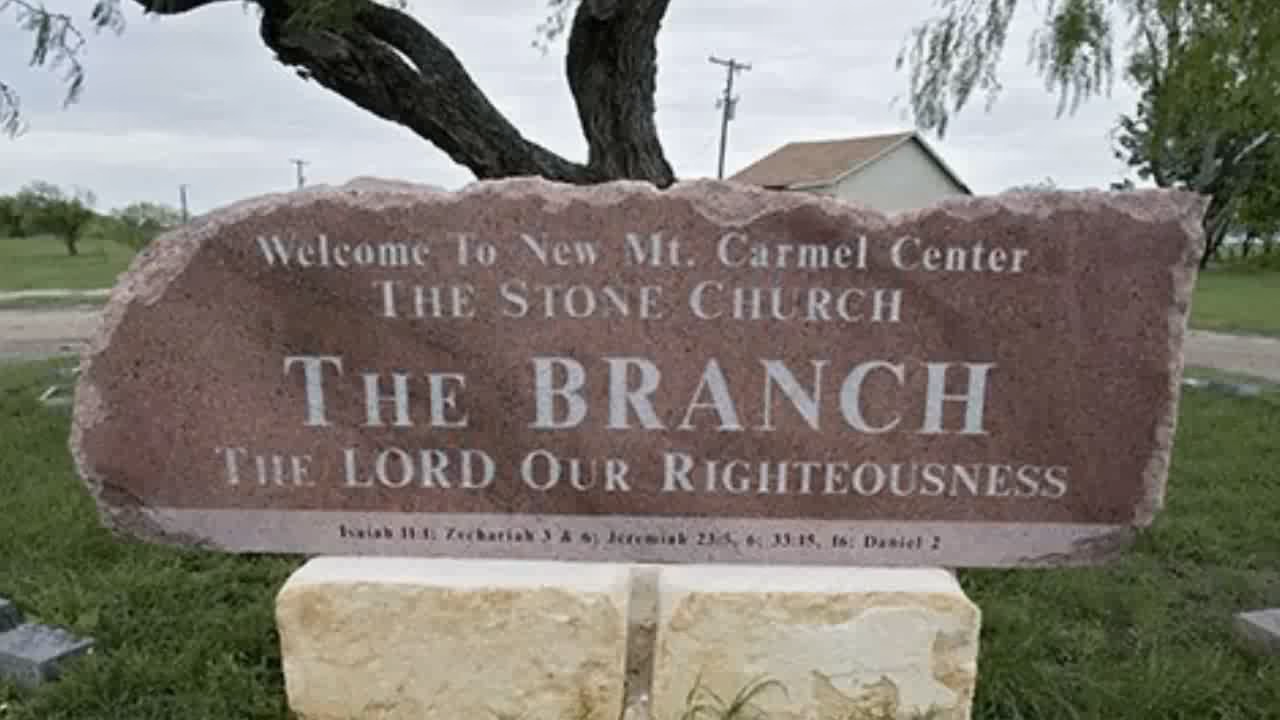 Welcome To New Mt. Carmel Center
THE STONE CHURCH
THE BRANCH
THE LORD OUR RIGHTEOUSNESS
Isaiah 11:1; Zechariah 3 & 6; Jeremiah 23:5, 6; 33:15, 16; Daniel 2